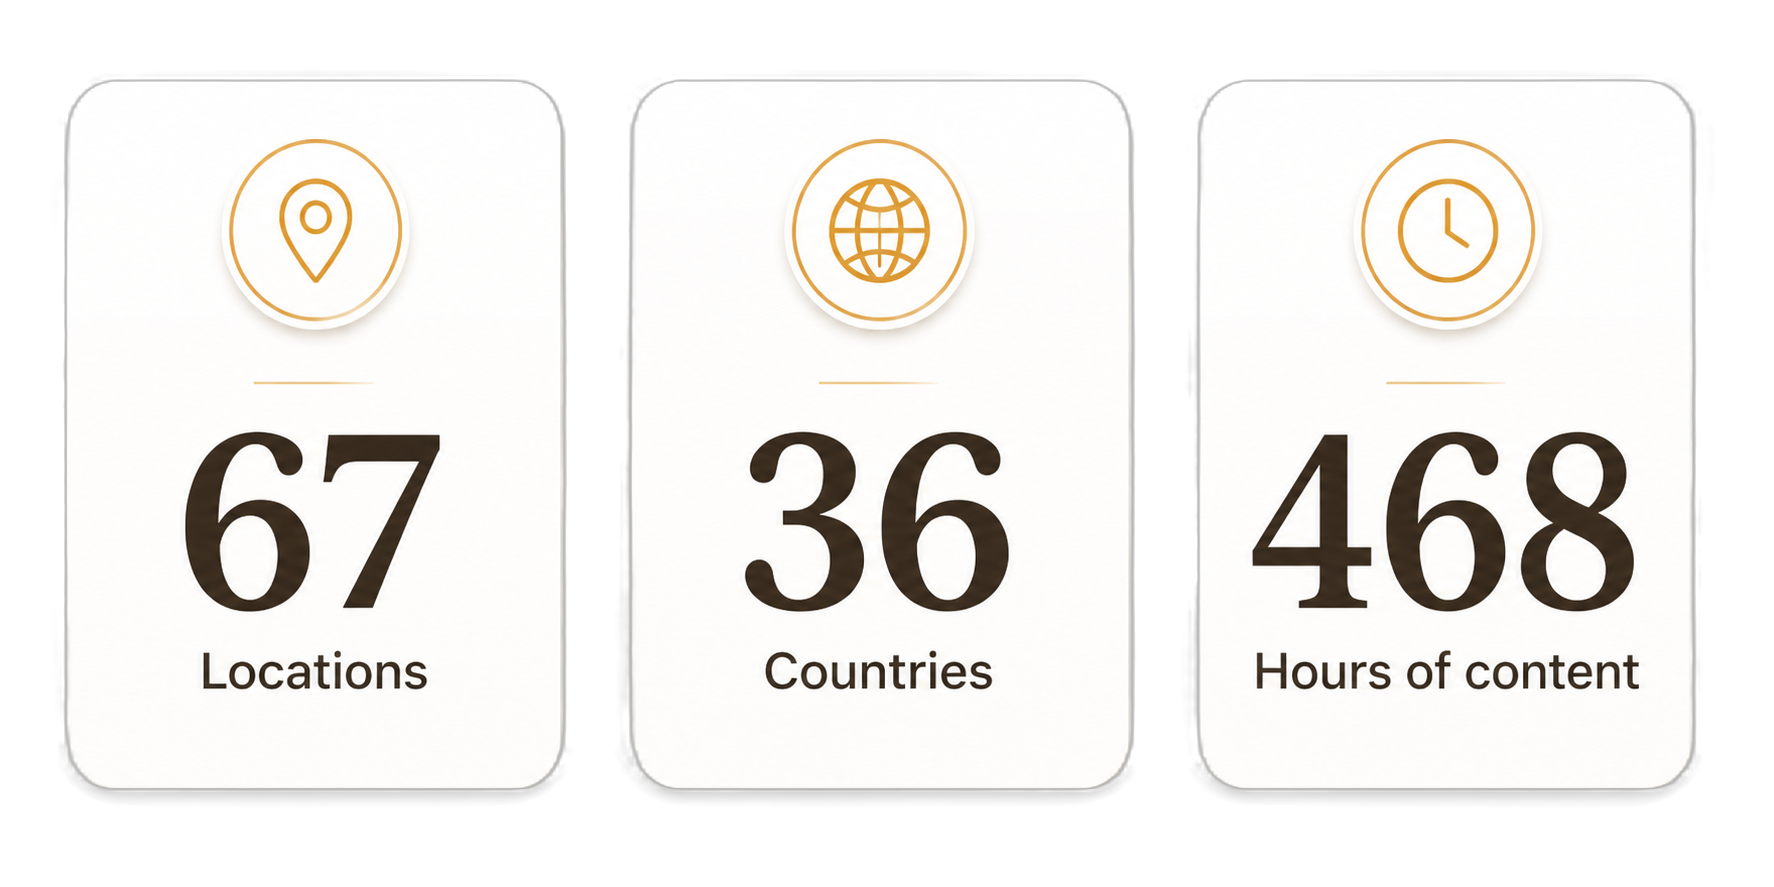 67
Locations
36
Countries
468
Hours of content